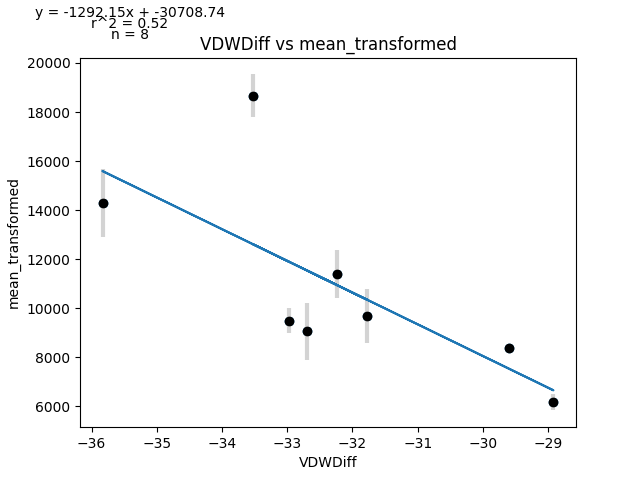 y = -1292.15x + -30708.74
r^2 = 0.52
n = 8
VDWDiff vs mean_transformed
mean_transformed
20000
18000
16000
14000
12000
10000
8000
6000
−36 −35 −34 −33 −32 −31 −30 −29
VDWDiff